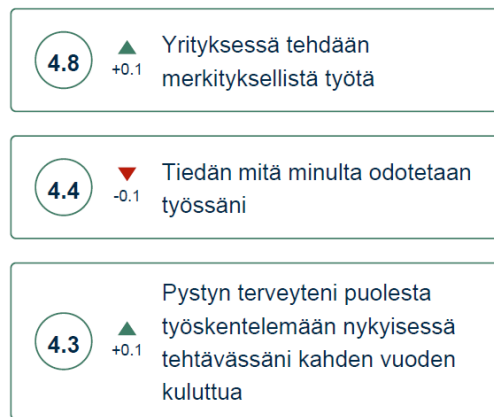 4.8
+0.1
Yrityksessä tehdään
merkityksellistä työtä
4.4
-0.1
Tiedän mitä minulta odotetaan
työssäni
4.3
+0.1
Pystyn terveyteni puolesta
työskentelemään nykyisessä
tehtävässäni kahden vuoden
kuluttua